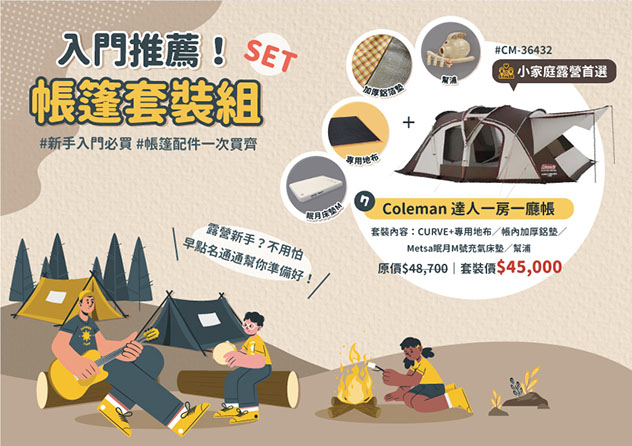 入門推薦！
SET
帳篷套裝組
#新手入門必買 #帳篷配件一次買齊
加厚鋁箔墊
幫浦
專用地布
眠月床墊M
+
#CM-36432
小家庭露營首選
Coleman
Coleman 達人一房一廳帳
套裝內容：CURVE+專用地布／帳內加厚鋁墊／
Metsa眠月M號充氣床墊／幫浦
原價$48,700｜套裝價$45,000
露營新手？不用怕
早點名通通幫你準備好！